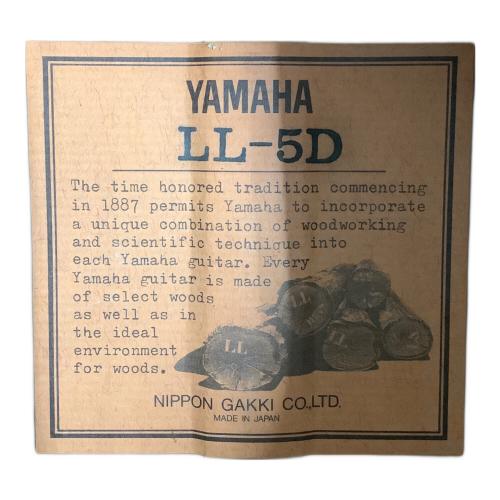 YAMAHA
LL-5D
The time honored tradition commencing
in 1887 permits Yamaha to incorporate
a unique combination of woodworking
and scientific technique into
each Yamaha guitar. Every
Yamaha guitar is made
of select woods
as well as in
the ideal
environment
for woods.
LL
LL
LL
NIPPON GAKKI CO.,LTD.
MADE IN JAPAN